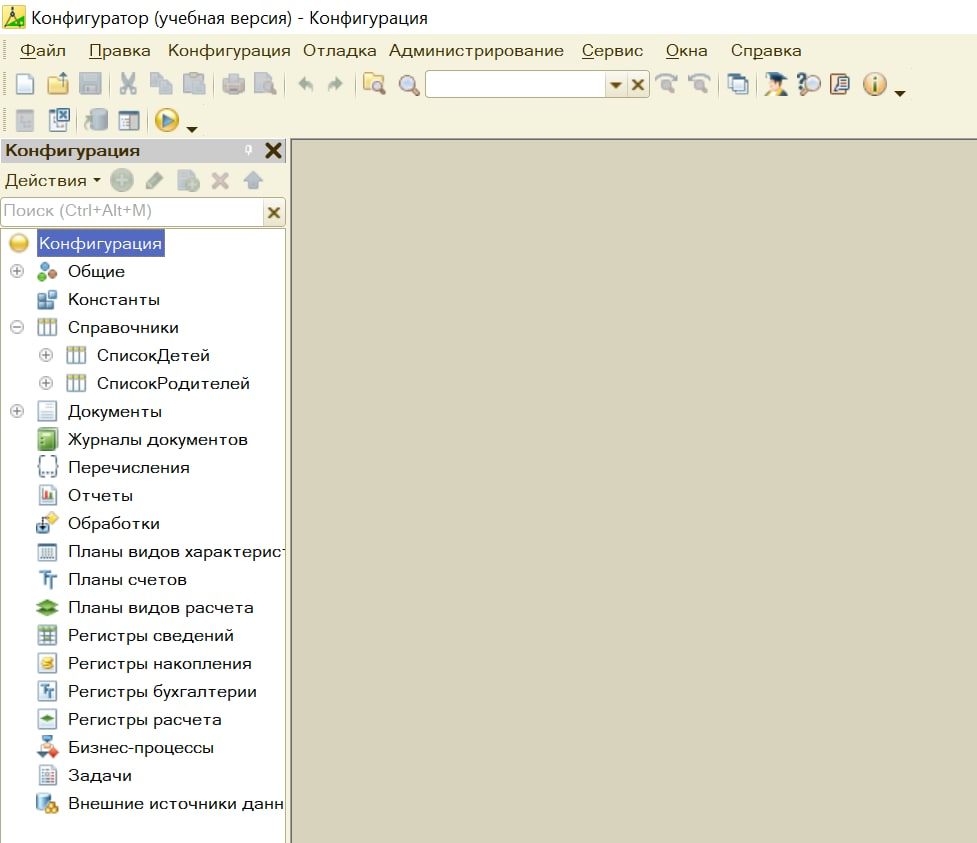 Конфигуратор (учебная версия) - Конфигурация
Файл Правка Конфигурация Отладка Администрирование Сервис Окна Справка
Конфигурация
Действия
Поиск (Ctrl+Alt+M)
Конфигурация
Общие
Константы
Справочники
СписокДетей
СписокРодителей
Документы
Журналы документов
Перечисления
Отчеты
Обработки
Планы видов характерист
Планы счетов
Планы видов расчета
Регистры сведений
Регистры накопления
Регистры бухгалтерии
Регистры расчета
Бизнес-процессы
Задачи
Внешние источники данн